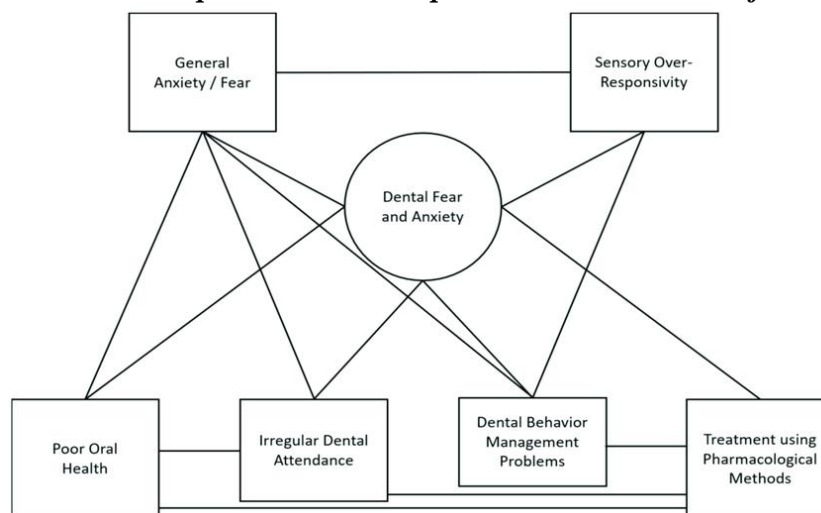 General
Anxiety / Fear
Sensory Over-
Responsivity
Dental Fear
and Anxiety
Poor Oral
Health
Irregular Dental
Attendance
Dental Behavior
Management
Problems
Treatment using
Pharmacological
Methods